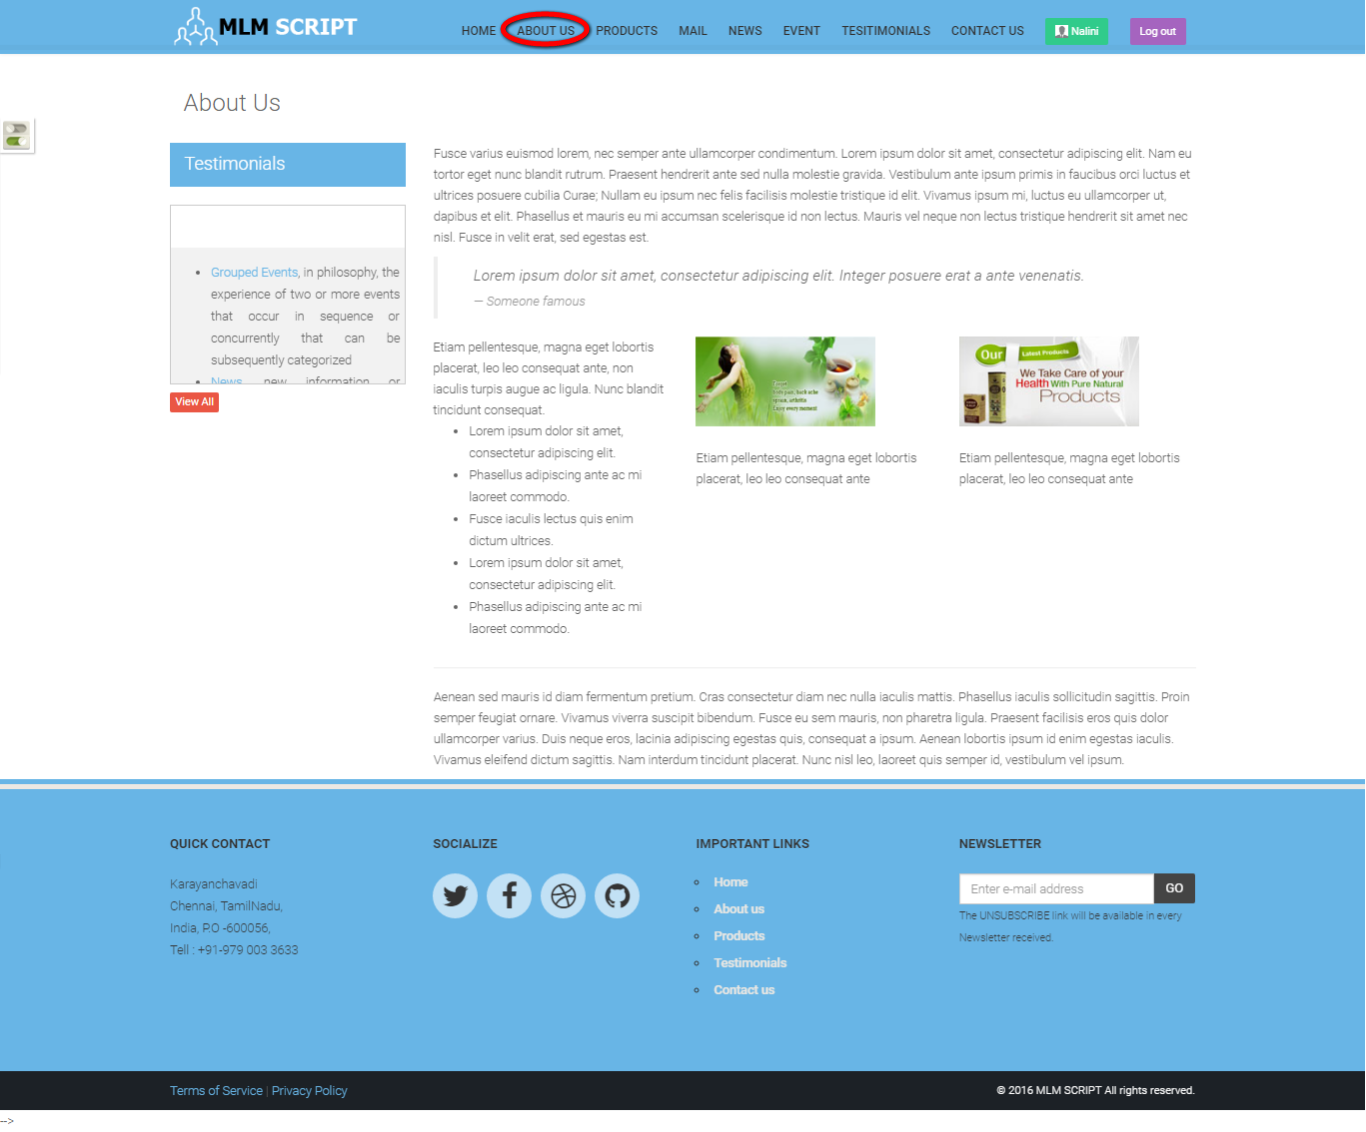 MLM SCRIPT
HOME ABOUT US PRODUCTS MAIL NEWS EVENT TESITIMONIALS CONTACT US Nalini Log out
About Us
Testimonials
Grouped Events, in philosophy, the
experience of two or more events
that occur in sequence or
concurrently that can be
subsequently categorized
News, new information or
View All
Fusce varius euismod lorem, nec semper ante ullamcorper condimentum. Lorem ipsum dolor sit amet, consectetur adipiscing elit. Nam eu
tortor eget nunc blandit rutrum. Praesent hendrerit ante sed nulla molestie gravida. Vestibulum ante ipsum primis in faucibus orci luctus et
ultrices posuere cubilia Curae; Nullam eu ipsum nec felis facilisis molestie tristique id elit. Vivamus ipsum mi, luctus eu ullamcorper ut,
dapibus et elit. Phasellus et mauris eu mi accumsan scelerisque id non lectus. Mauris vel neque non lectus tristique hendrerit sit amet nec
nisl. Fusce in velit erat, sed egestas est.
Lorem ipsum dolor sit amet, consectetur adipiscing elit. Integer posuere erat a ante venenatis.
— Someone famous
Etiam pellentesque, magna eget lobortis
placerat, leo leo consequat ante, non
iaculis turpis augue ac ligula. Nunc blandit
tincidunt consequat.
Lorem ipsum dolor sit amet,
consectetur adipiscing elit.
Phasellus adipiscing ante ac mi
laoreet commodo.
Fusce iaculis lectus quis enim
dictum ultrices.
Lorem ipsum dolor sit amet,
consectetur adipiscing elit.
Phasellus adipiscing ante ac mi
laoreet commodo.
Enjoy every moment
Etiam pellentesque, magna eget lobortis
placerat, leo leo consequat ante
Our Latest Products
We Take Care of your
Health With Pure Natural
Products
Etiam pellentesque, magna eget lobortis
placerat, leo leo consequat ante
Aenean sed mauris id diam fermentum pretium. Cras consectetur diam nec nulla iaculis mattis. Phasellus iaculis sollicitudin sagittis. Proin
semper feugiat ornare. Vivamus viverra suscipit bibendum. Fusce eu sem mauris, non pharetra ligula. Praesent facilisis eros quis dolor
ullamcorper varius. Duis neque eros, lacinia adipiscing egestas quis, consequat a ipsum. Aenean lobortis ipsum id enim egestas iaculis.
Vivamus eleifend dictum sagittis. Nam interdum tincidunt placerat. Nunc nisl leo, laoreet quis semper id, vestibulum vel ipsum.
QUICK CONTACT
Karayanchavadi
Chennai, TamilNadu,
India, P.O -600056,
Tell : +91-979 003 3633
SOCIALIZE
IMPORTANT LINKS
Home
About us
Products
Testimonials
Contact us
NEWSLETTER
Enter e-mail address GO
The UNSUBSCRIBE link will be available in every
Newsletter received.
Terms of Service | Privacy Policy
© 2016 MLM SCRIPT All rights reserved.
-->